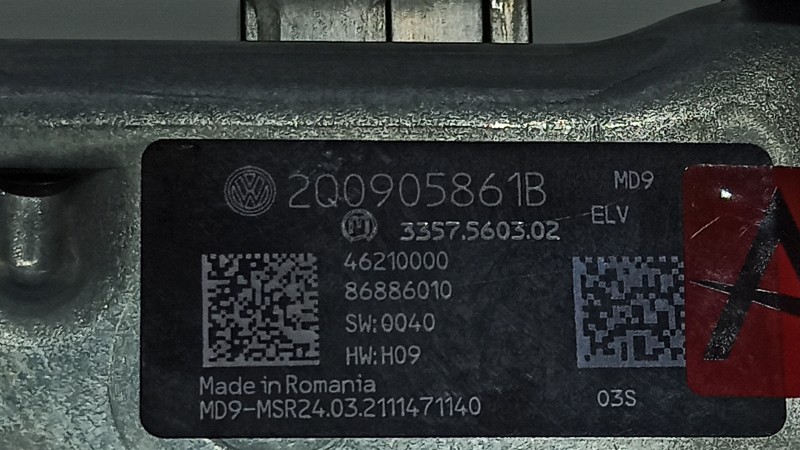 2Q0905861B
MD9
3357.5603.02
ELV
46210000
86886010
SW:0040
HW:H09
Made in Romania
MD9-MSR24.03.2111471140
03S